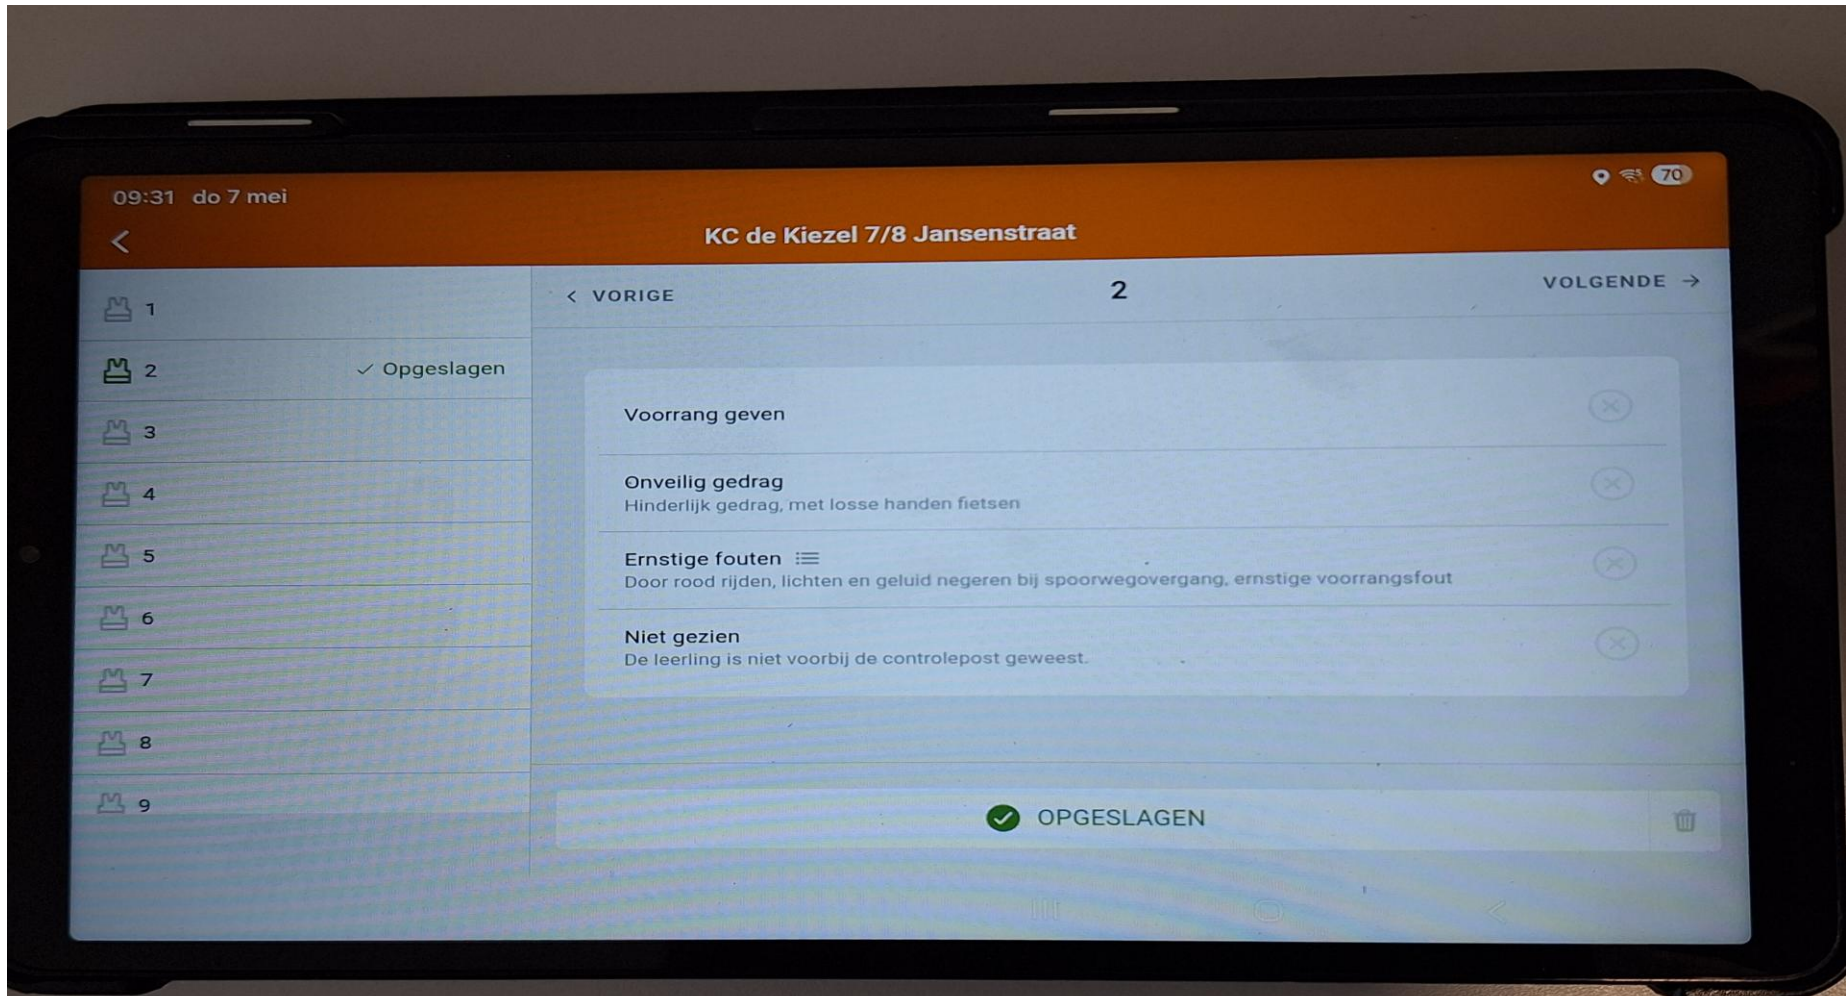 09:31 do 7 mei
70
KC de Kiezel 7/8 Jansenstraat
VORIGE
2
VOLGENDE
1
2 Opgeslagen
3
4
5
6
7
8
9
Voorrang geven
Onveilig gedrag
Hinderlijk gedrag, met losse handen fietsen
Ernstige fouten
Door rood rijden, lichten en geluid negeren bij spoorwegovergang, ernstige voorrangsfout
Niet gezien
De leerling is niet voorbij de controlepost geweest.
OPGESLAGEN